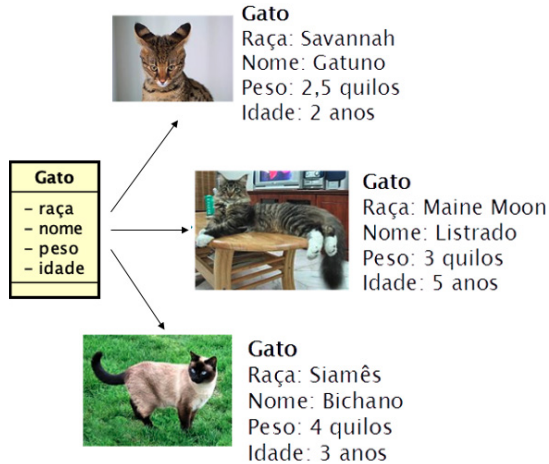 Gato
Raça: Savannah
Nome: Gatuno
Peso: 2,5 quilos
Idade: 2 anos
Gato
- raça
- nome
- peso
- idade
Gato
Raça: Maine Moon
Nome: Listrado
Peso: 3 quilos
Idade: 5 anos
Gato
Raça: Siamês
Nome: Bichano
Peso: 4 quilos
Idade: 3 anos